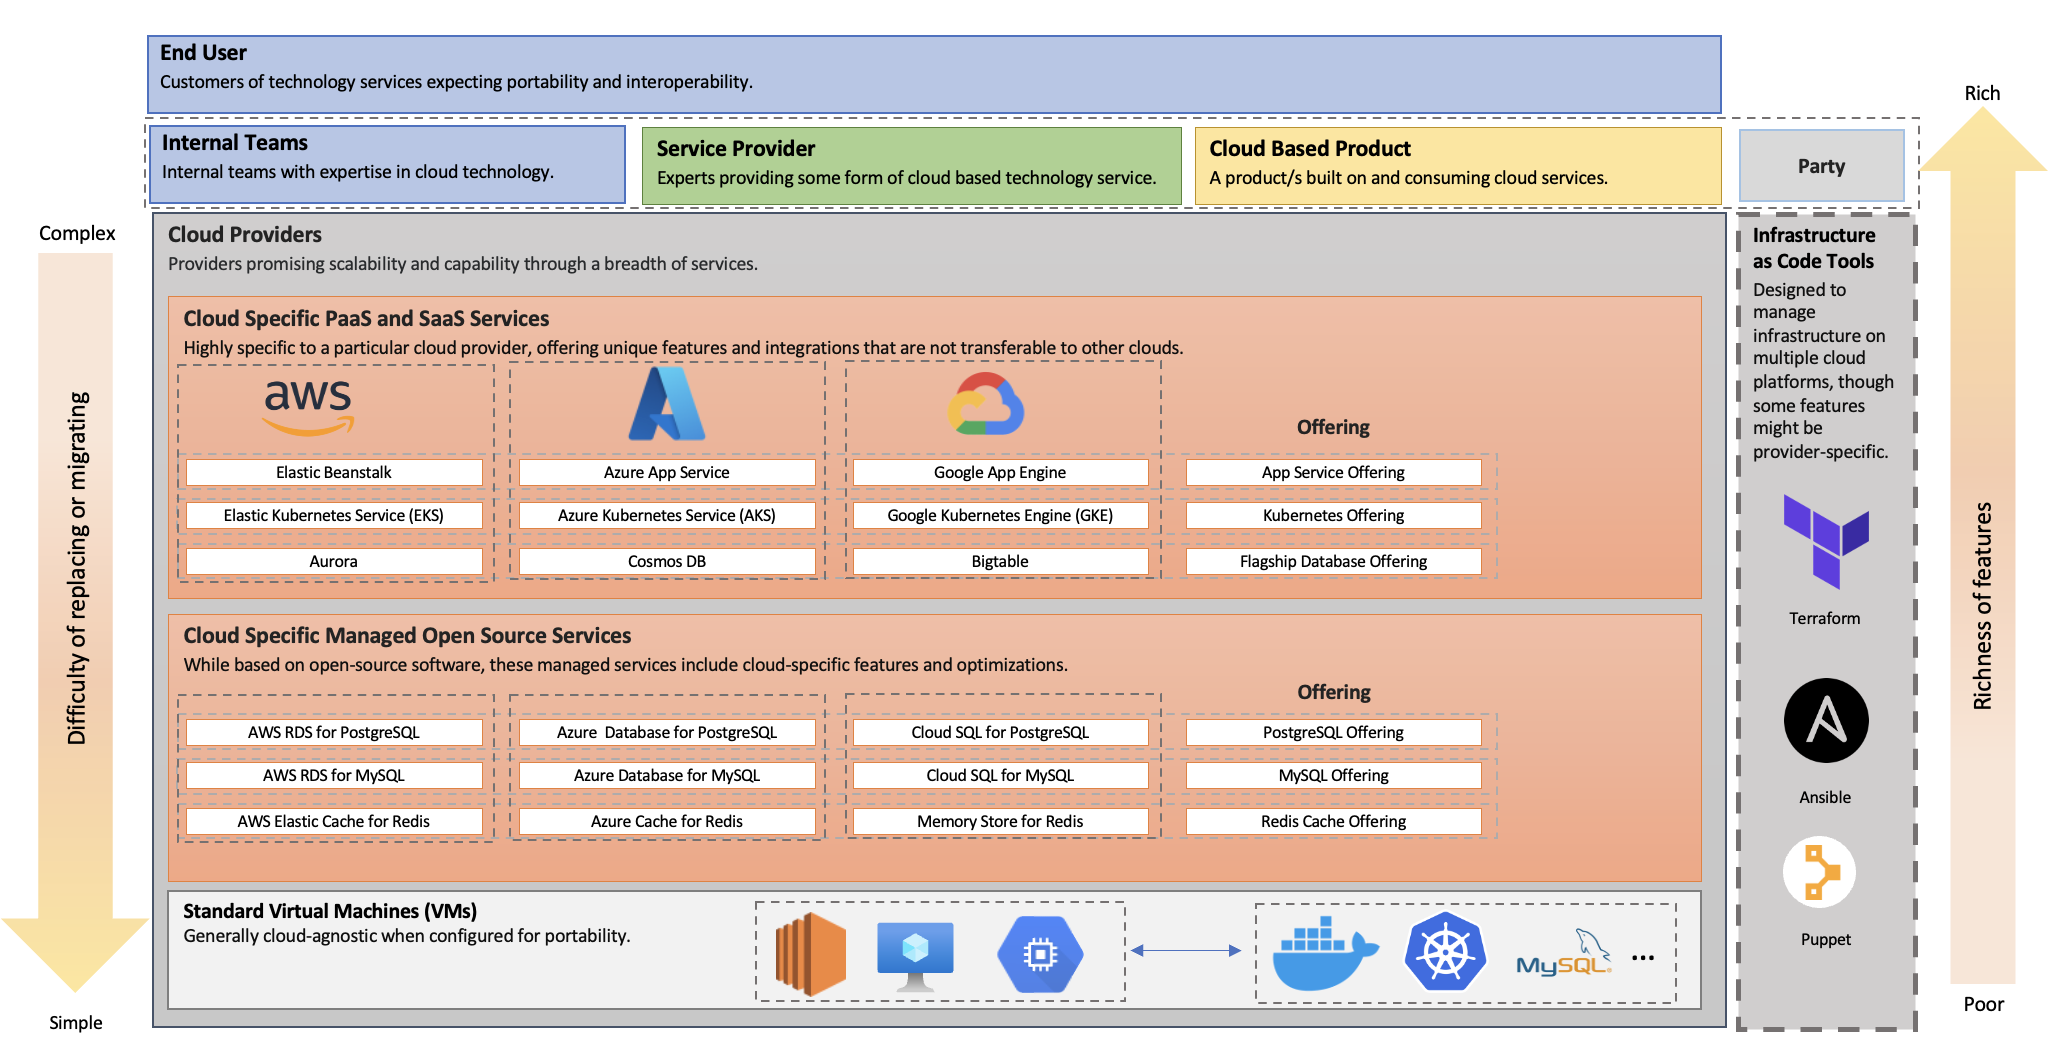 End User
Customers of technology services expecting portability and interoperability.
Rich
Internal Teams
Internal teams with expertise in cloud technology.
Service Provider
Experts providing some form of cloud based technology service.
Cloud Based Product
A product/s built on and consuming cloud services.
Party
Complex
Difficulty of replacing or migrating
Simple
Cloud Providers
Providers promising scalability and capability through a breadth of services.
Cloud Specific PaaS and SaaS Services
Highly specific to a particular cloud provider, offering unique features and integrations that are not transferable to other clouds.
aws
Offering
Elastic Beanstalk
Azure App Service
Google App Engine
App Service Offering
Elastic Kubernetes Service (EKS)
Azure Kubernetes Service (AKS)
Google Kubernetes Engine (GKE)
Kubernetes Offering
Aurora
Cosmos DB
Bigtable
Flagship Database Offering
Cloud Specific Managed Open Source Services
While based on open-source software, these managed services include cloud-specific features and optimizations.
Offering
AWS RDS for PostgreSQL
Azure  Database for PostgreSQL
Cloud SQL for PostgreSQL
PostgreSQL Offering
AWS RDS for MySQL
Azure Database for MySQL
Cloud SQL for MySQL
MySQL Offering
AWS Elastic Cache for Redis
Azure Cache for Redis
Memory Store for Redis
Redis Cache Offering
Standard Virtual Machines (VMs)
Generally cloud-agnostic when configured for portability.
MySQL
...
Infrastructure
as Code Tools
Designed to
manage
infrastructure on
multiple cloud
platforms, though
some features
might be
provider-specific.
Terraform
Ansible
Puppet
Richness of features
Poor